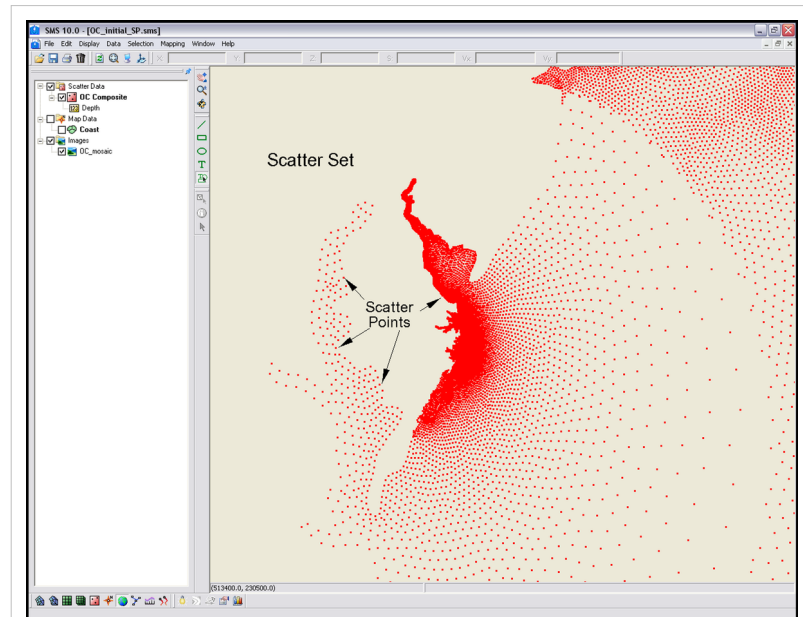 SMS 10.0 - [OC_initial_SP.sms]
File Edit Display Data Selection Mapping Window Help
X: Y: Z: S: Vx Vy
Scatter Data
OC Composite
Depth
Map Data
Coast
Images
OC_mosaic
T
Scatter Set
Scatter
Points
(513400.0, 230500.0)